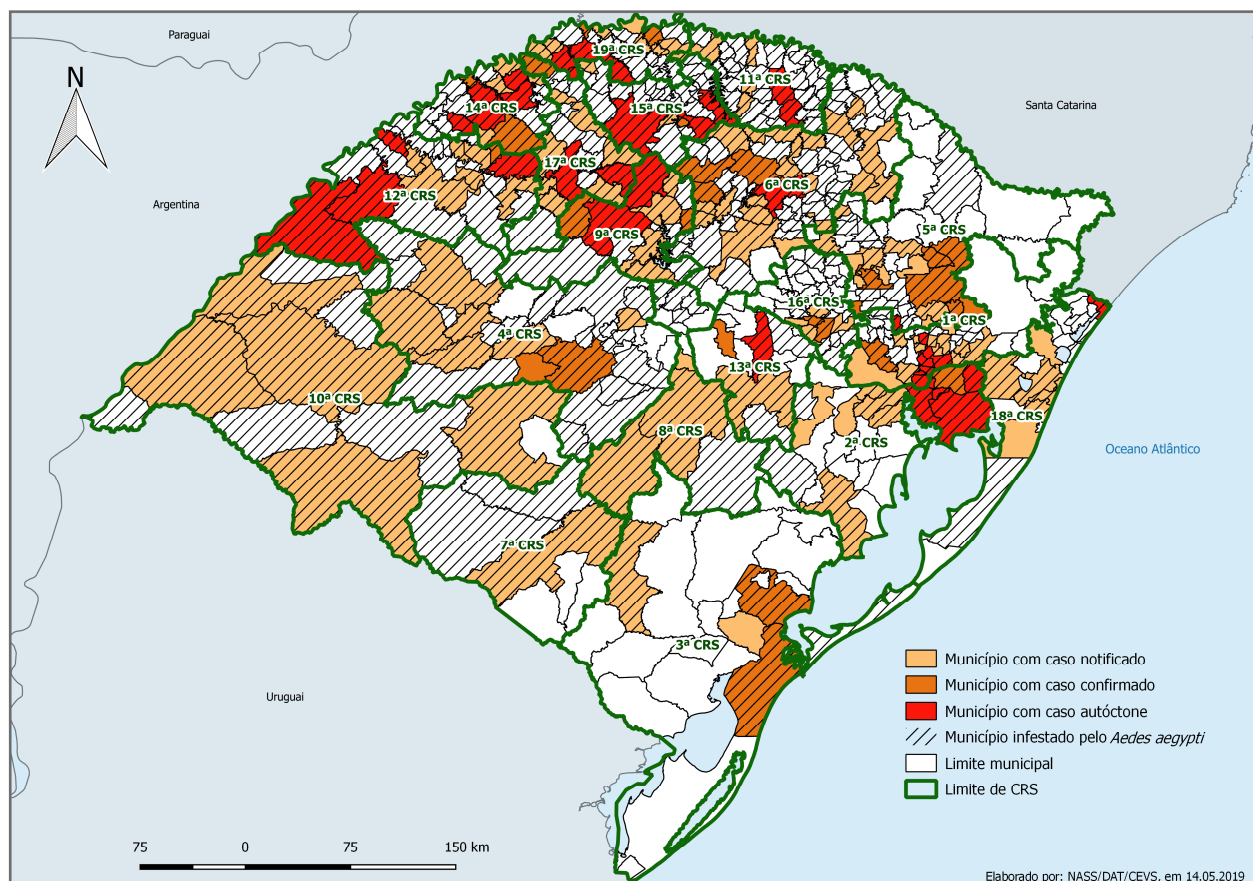 Paraguai
N
19ª CRS
11ª CRS
Santa Catarina
14ª CRS
15ª CRS
17ª CRS
6ª CRS
12ª CRS
Argentina
5ª CRS
9ª CRS
16ª CRS
1ª CRS
4ª CRS
13ª CRS
10ª CRS
18ª CRS
8ª CRS
2ª CRS
Oceano Atlântico
7ª CRS
3ª CRS
Uruguai
Município com caso notificado
Município com caso confirmado
Município com caso autóctone
Município infestado pelo Aedes aegypti
Limite municipal
Limite de CRS
75 0 75 150 km
Elaborado por: NASS/DAT/CEVS, em 14.05.2019